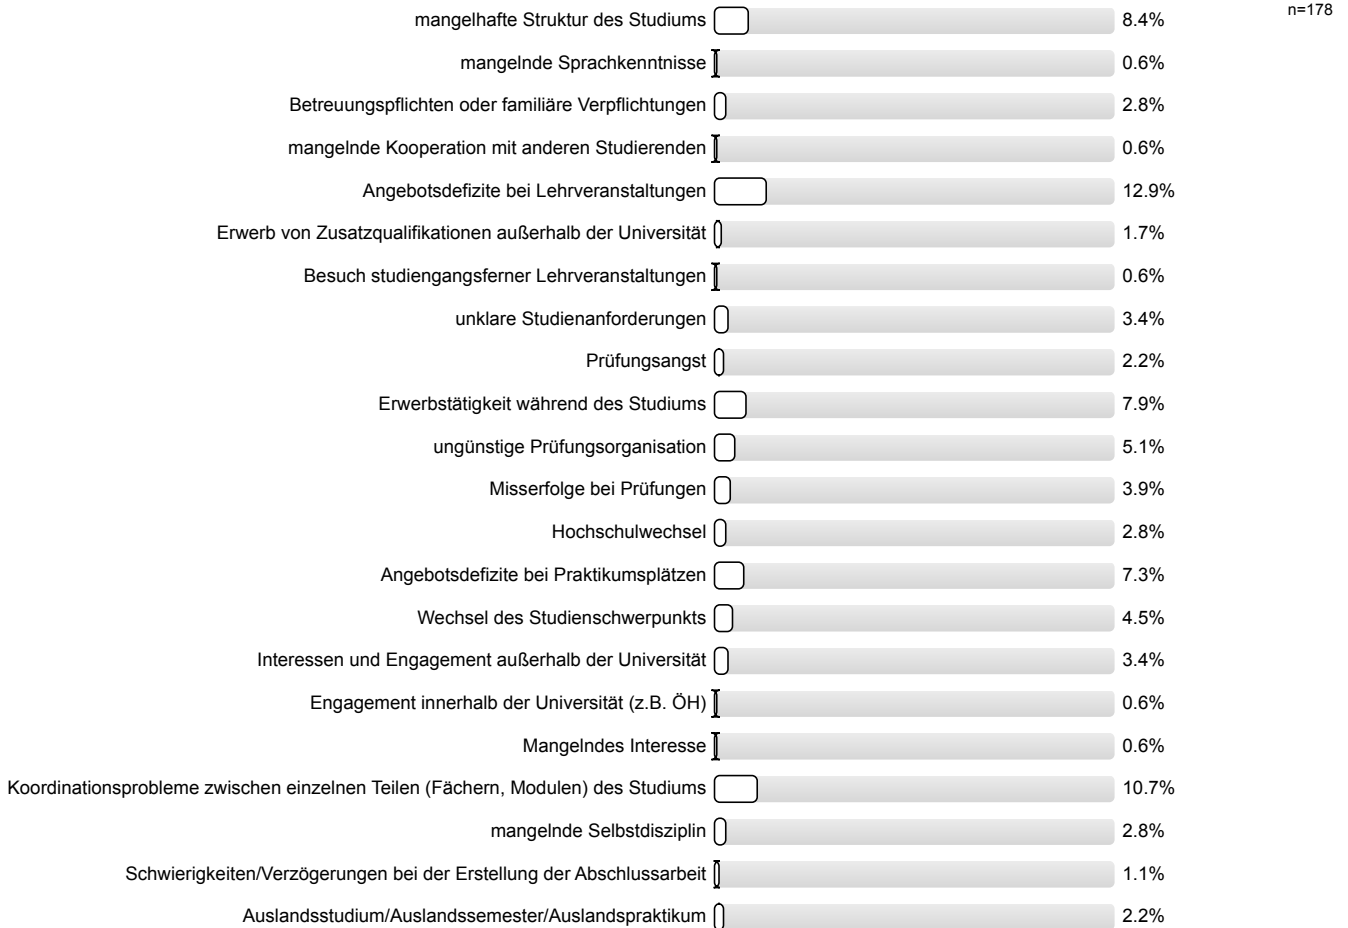 n=178
mangelhafte Struktur des Studiums 8.4%
mangelnde Sprachkenntnisse 0.6%
Betreuungspflichten oder familiäre Verpflichtungen 2.8%
mangelnde Kooperation mit anderen Studierenden 0.6%
Angebotsdefizite bei Lehrveranstaltungen 12.9%
Erwerb von Zusatzqualifikationen außerhalb der Universität 1.7%
Besuch studiengangsferner Lehrveranstaltungen 0.6%
unklare Studienanforderungen 3.4%
Prüfungsangst 2.2%
Erwerbstätigkeit während des Studiums 7.9%
ungünstige Prüfungsorganisation 5.1%
Misserfolge bei Prüfungen 3.9%
Hochschulwechsel 2.8%
Angebotsdefizite bei Praktikumsplätzen 7.3%
Wechsel des Studienschwerpunkts 4.5%
Interessen und Engagement außerhalb der Universität 3.4%
Engagement innerhalb der Universität (z.B. ÖH) 0.6%
Mangelndes Interesse 0.6%
Koordinationsprobleme zwischen einzelnen Teilen (Fächern, Modulen) des Studiums 10.7%
mangelnde Selbstdisziplin 2.8%
Schwierigkeiten/Verzögerungen bei der Erstellung der Abschlussarbeit 1.1%
Auslandsstudium/Auslandssemester/Auslandspraktikum 2.2%